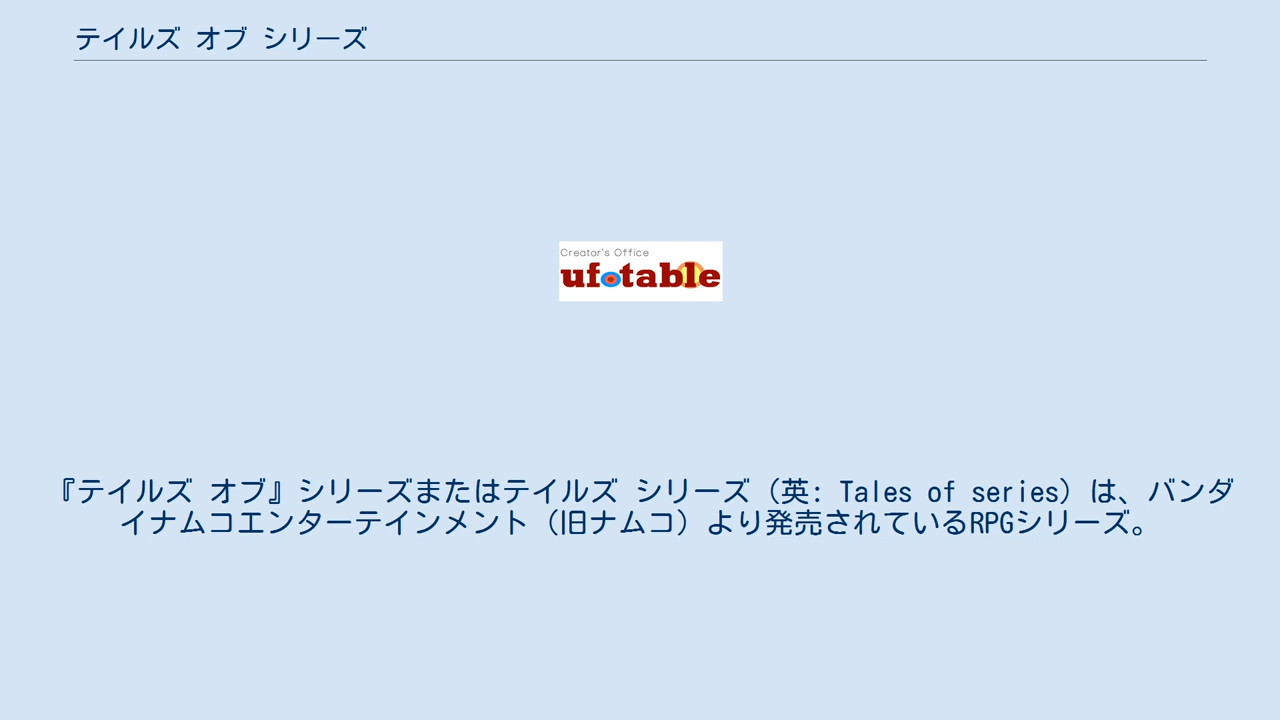 テイルズ オブ シリーズ
Creator's Office
ufotable
『テイルズ オブ』シリーズまたはテイルズ シリーズ（英: Tales of series）は、バンダ
イナムコエンターテインメント（旧ナムコ）より発売されているRPGシリーズ。